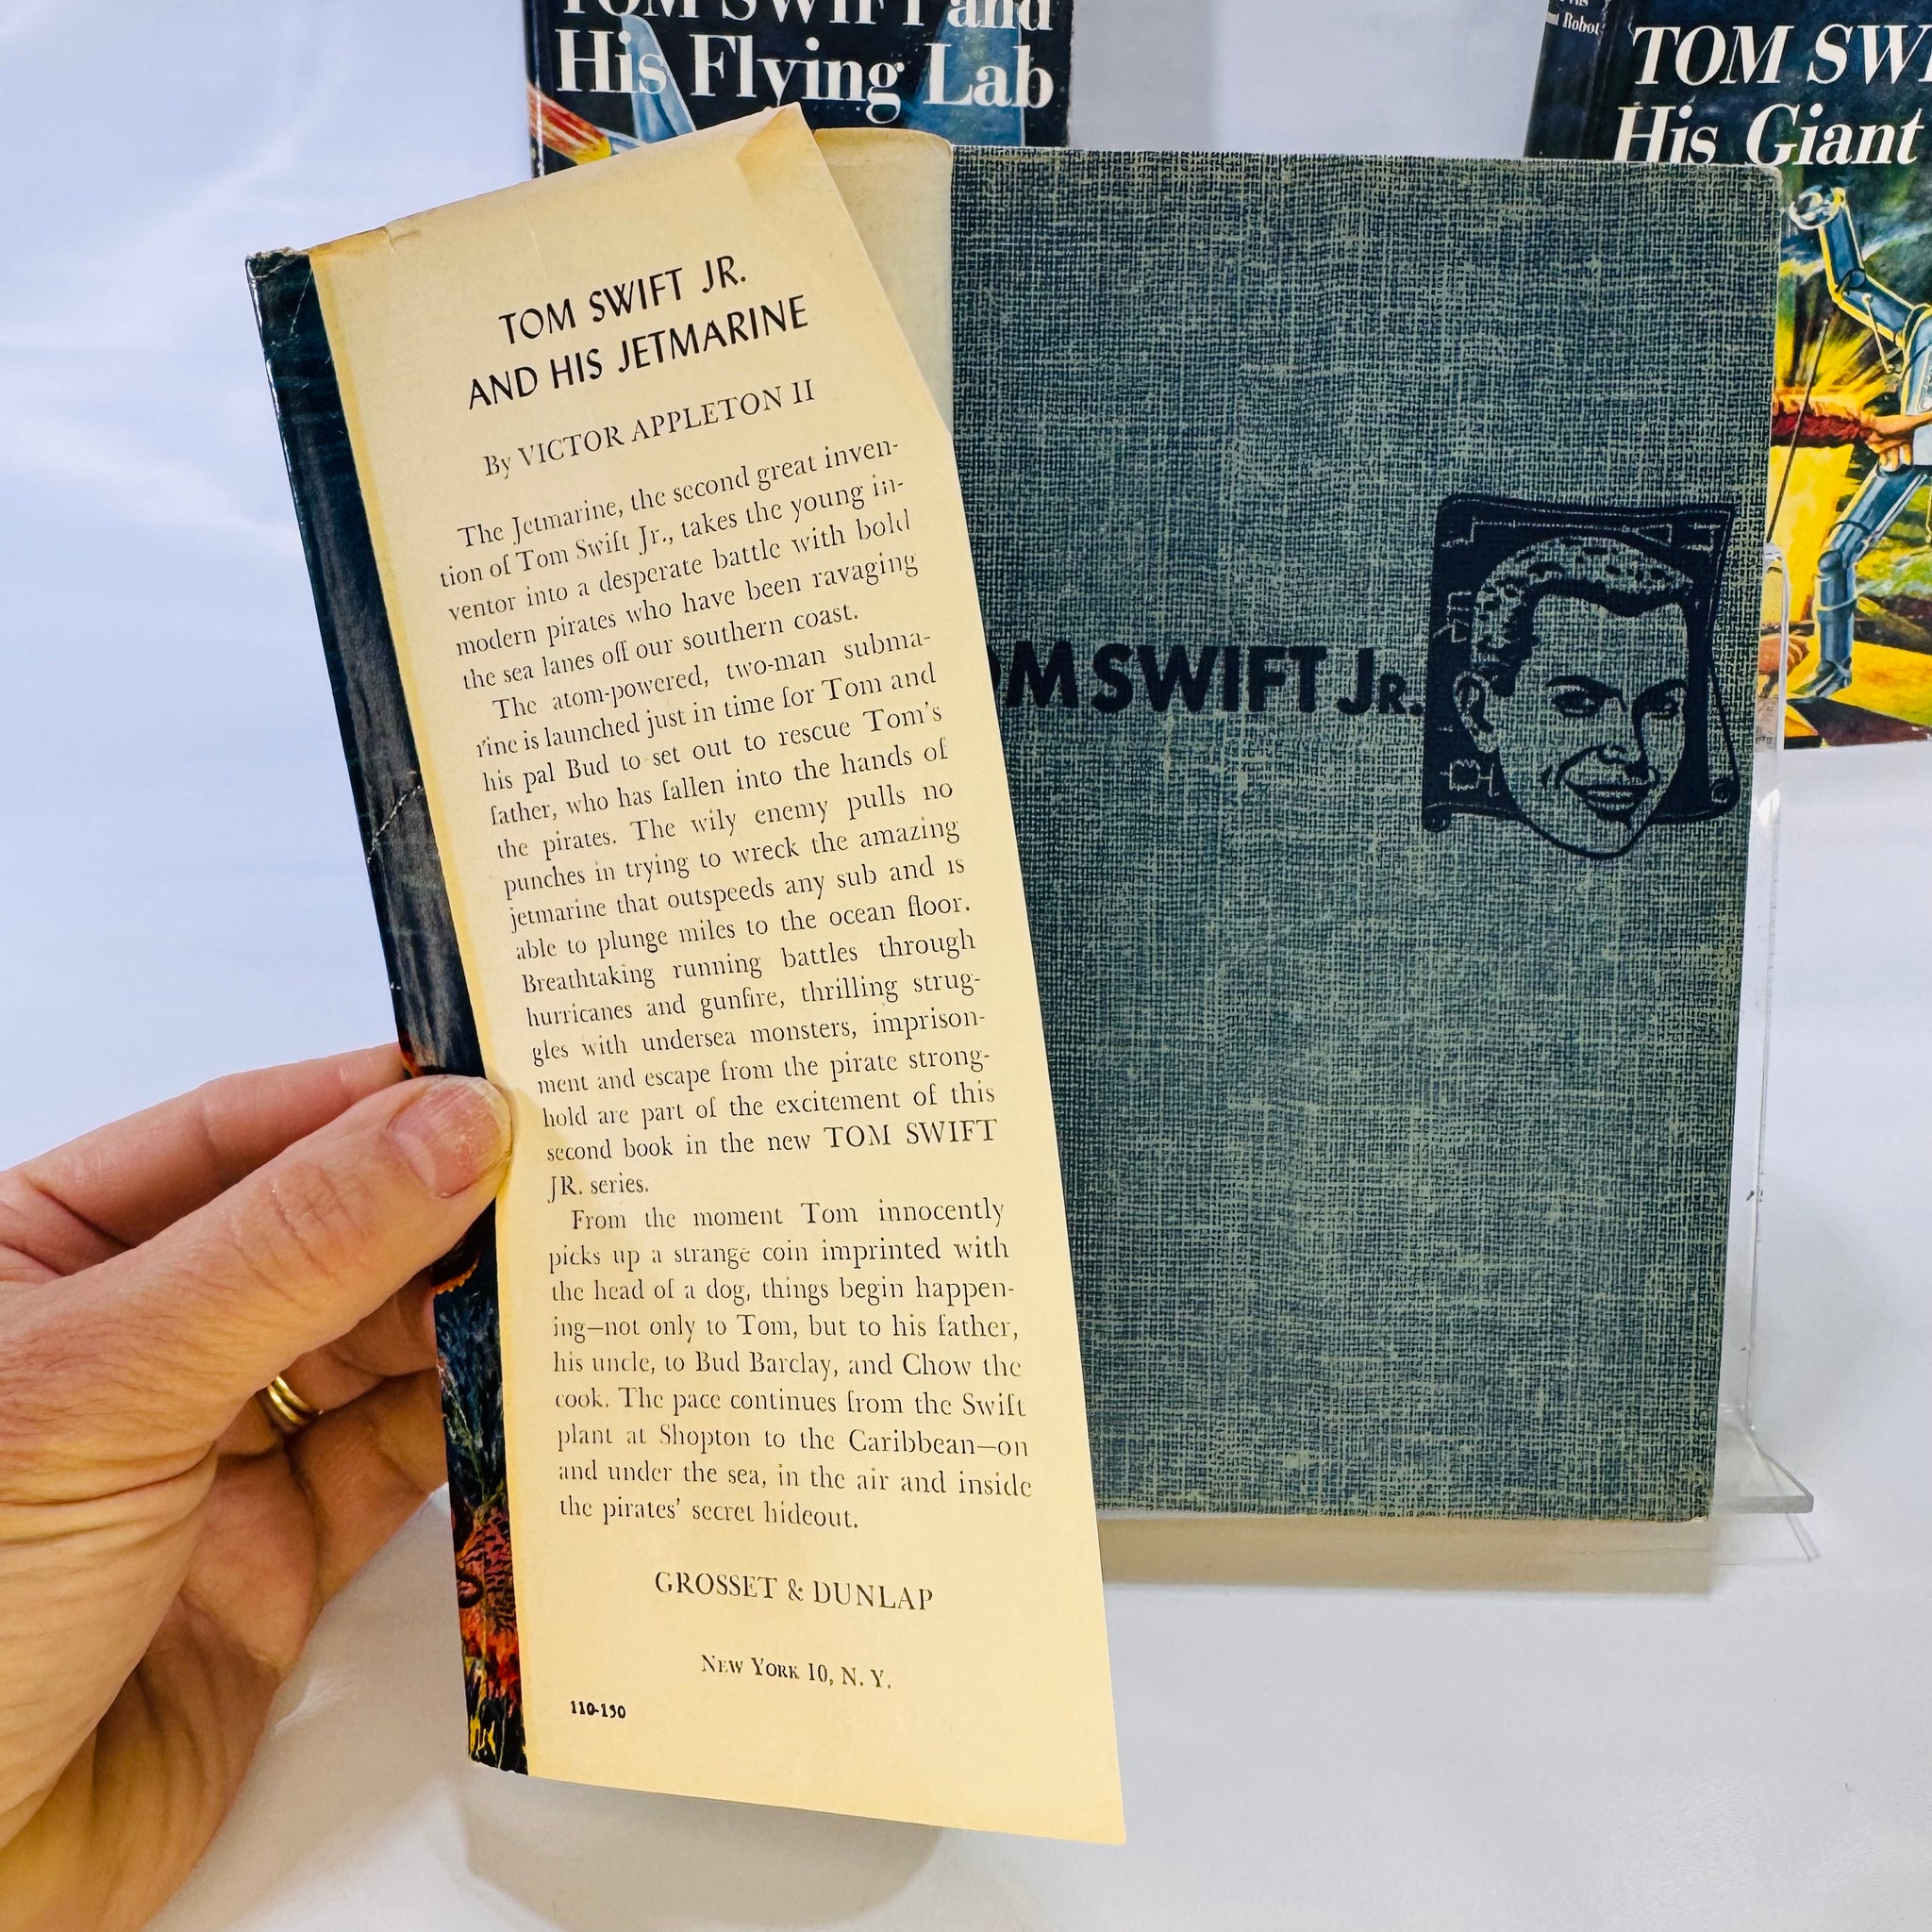 TOM SWIFT and
His Flying Lab
Robot
TOM SW
His Giant
TOM SWIFT JR.
AND HIS JETMARINE
By VICTOR APPLETON II
The Jetmarine, the second great inven-
tion of Tom Swift Jr., takes the young in-
ventor into a desperate battle with bold
modern pirates who have been ravaging
the sea lanes off our southern coast.
The atom-powered, two-man subma-
rine is launched just in time for Tom and
his pal Bud to set out to rescue Tom's
father, who has fallen into the hands of
the pirates. The wily enemy pulls no
punches in trying to wreck the amazing
jetmarine that outspeeds any sub and is
able to plunge miles to the ocean floor.
Breathtaking running battles through
hurricanes and gunfire, thrilling strug-
gles with undersea monsters, imprison-
ment and escape from the pirate strong-
hold are part of the excitement of this
second book in the new TOM SWIFT
JR. series.
From the moment Tom innocently
picks up a strange coin imprinted with
the head of a dog, things begin happen-
ing—not only to Tom, but to his father,
his uncle, to Bud Barclay, and Chow the
cook. The pace continues from the Swift
plant at Shopton to the Caribbean—on
and under the sea, in the air and inside
the pirates' secret hideout.
GROSSET & DUNLAP
NEW YORK 10, N. Y.
110-150
OM SWIFT JR.